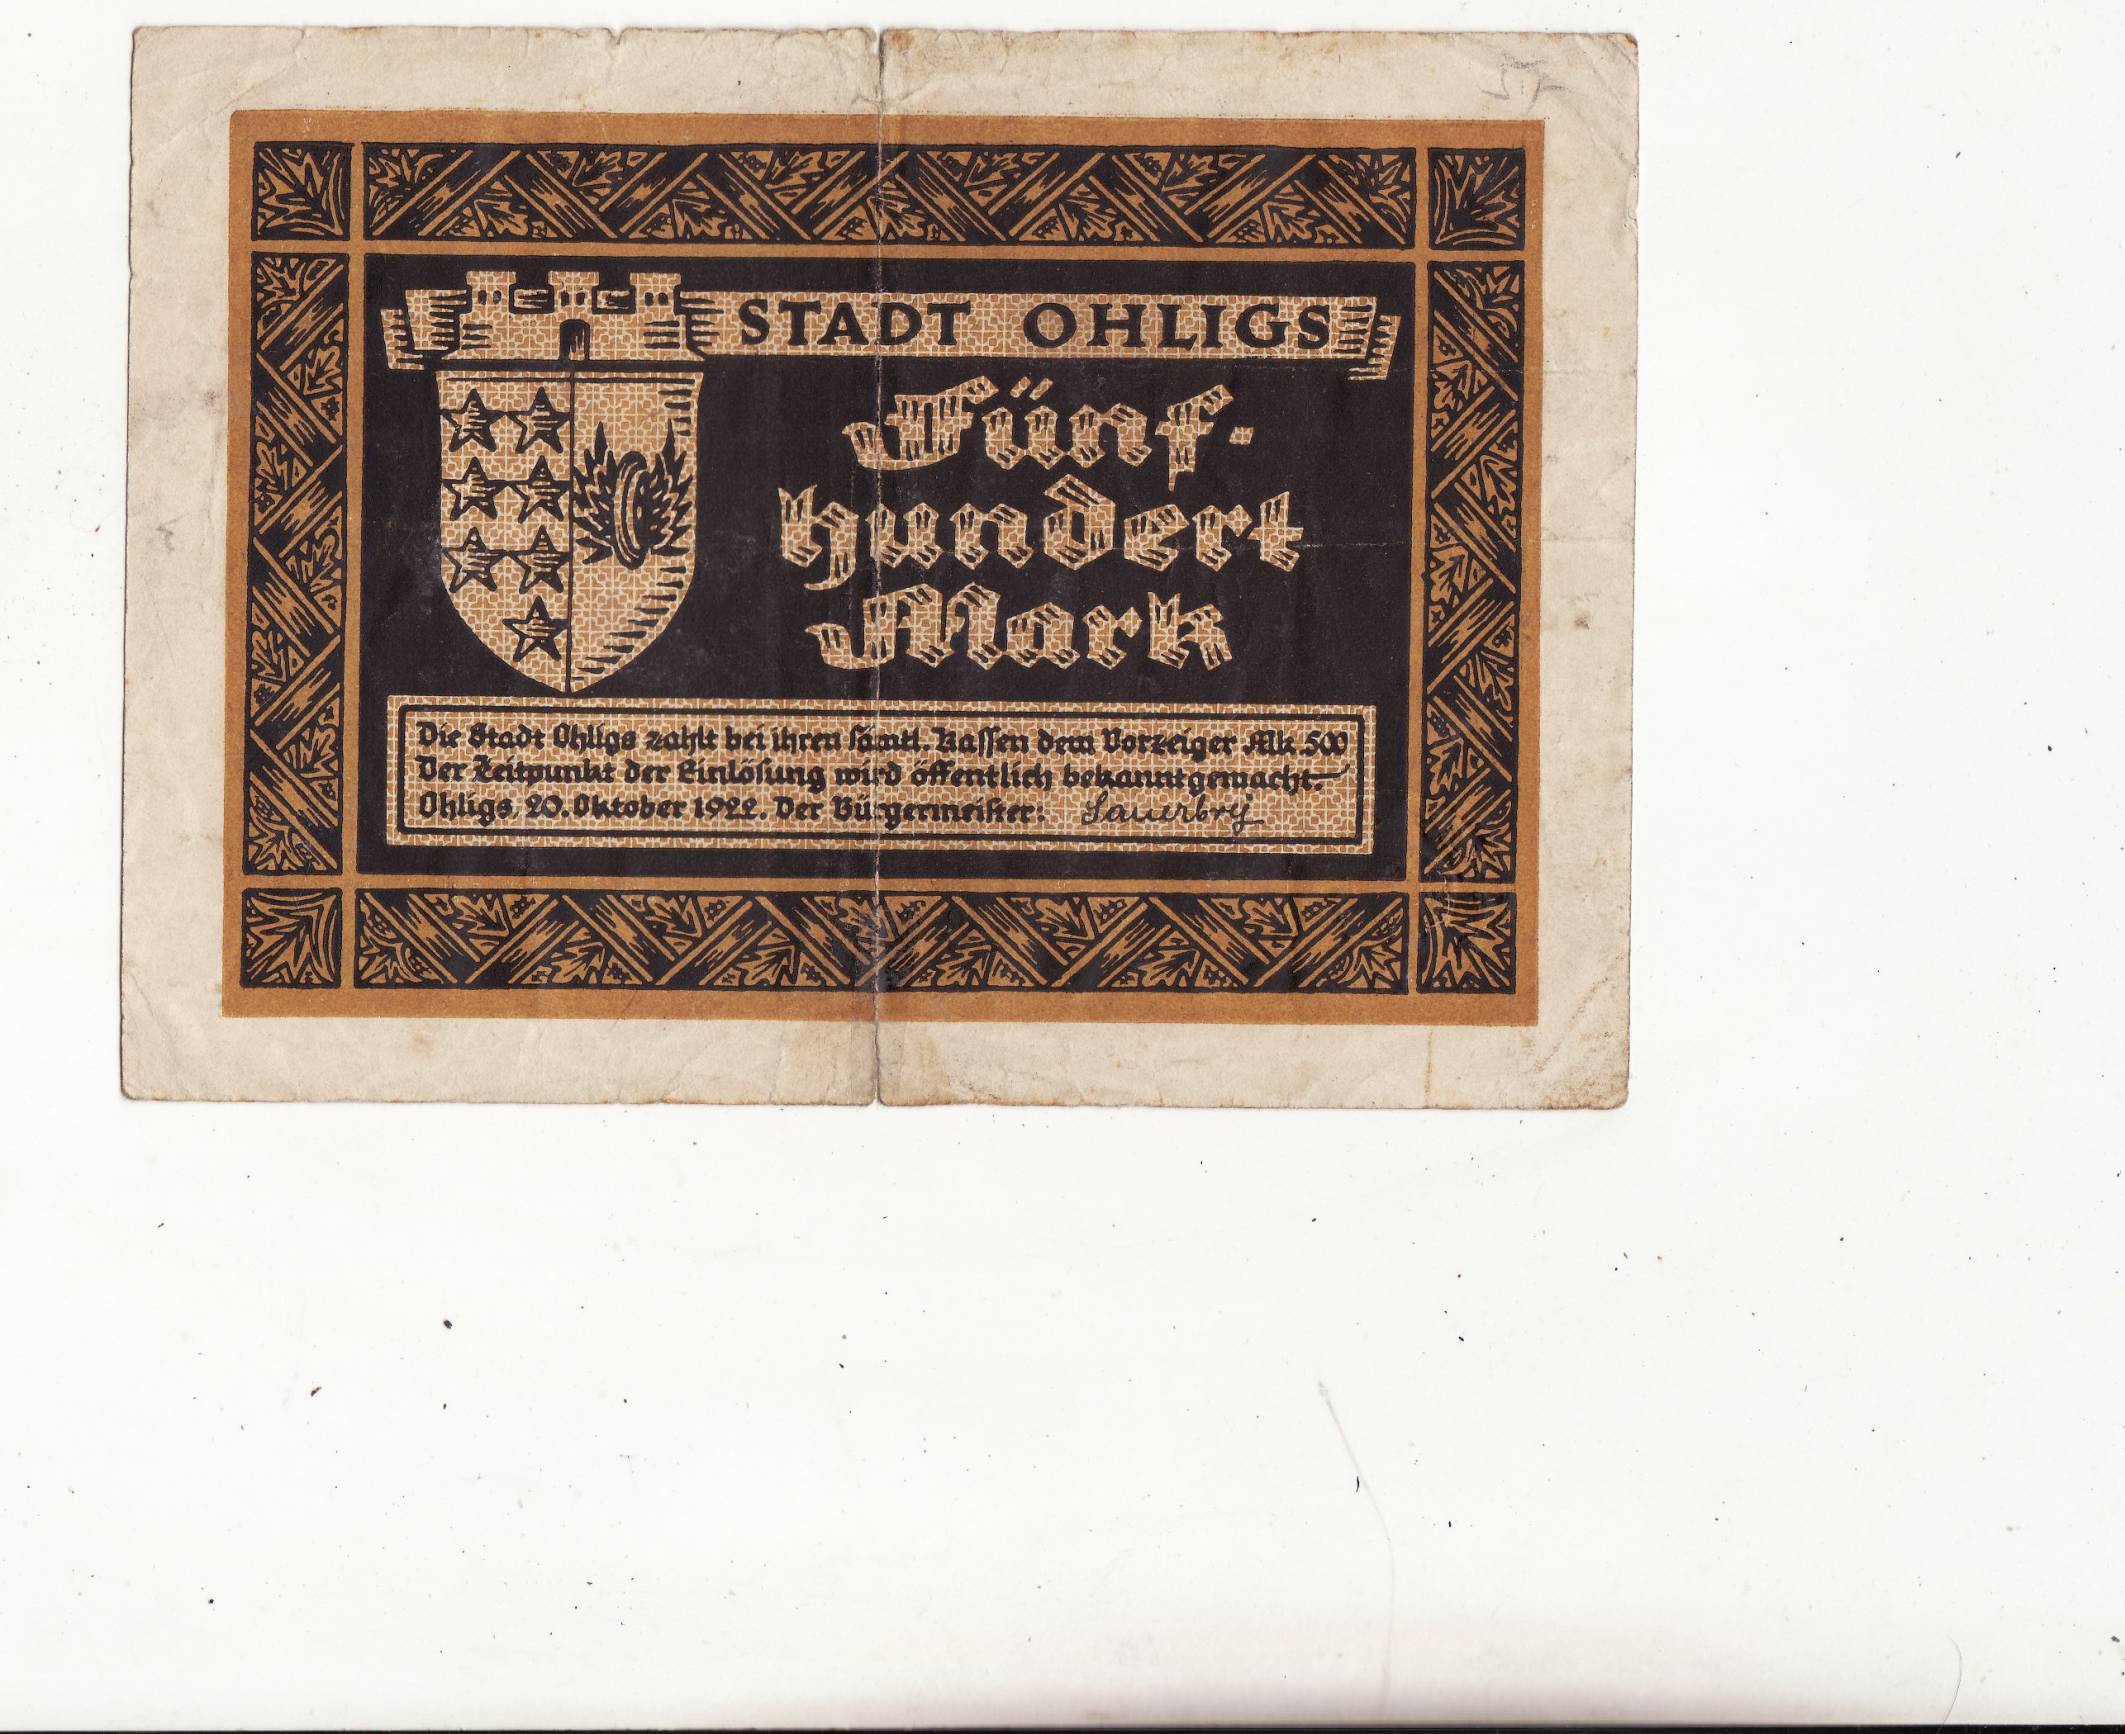 STADT OHLIGS
Fünf-
hundert
Mark
Die Stadt Ohligs zahlt bei ihren sämtl. Kassen dem Vorzeiger Mk. 500
Der Zeitpunkt der Einlösung wird öffentlich bekanntgemacht.
Ohligs, 20. Oktober 1922. Der Bürgermeister: Sauerbrey